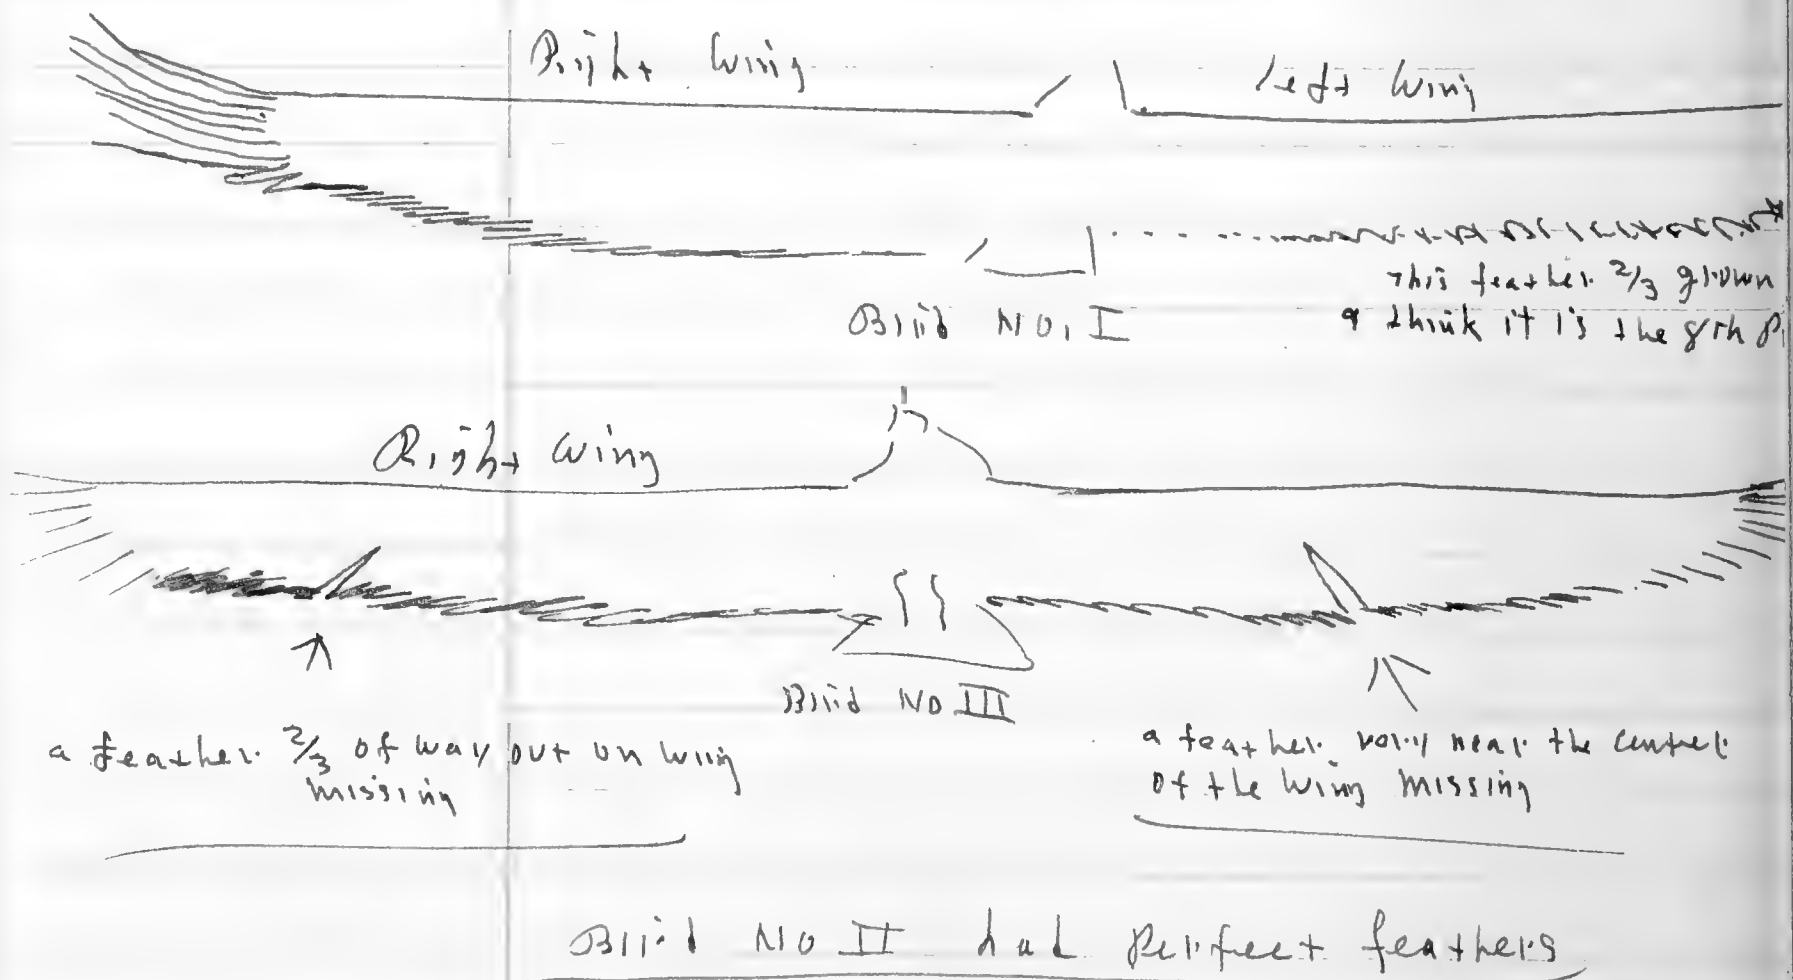 Right Wing
Left Wing
This feather 2/3 grown
I think it is the 8th
Bird No. I
Right Wing
Bird No III
a feather 2/3 of way out on wing
missing
a feather very near the center
of the wing missing
Bird No II had perfect feathers